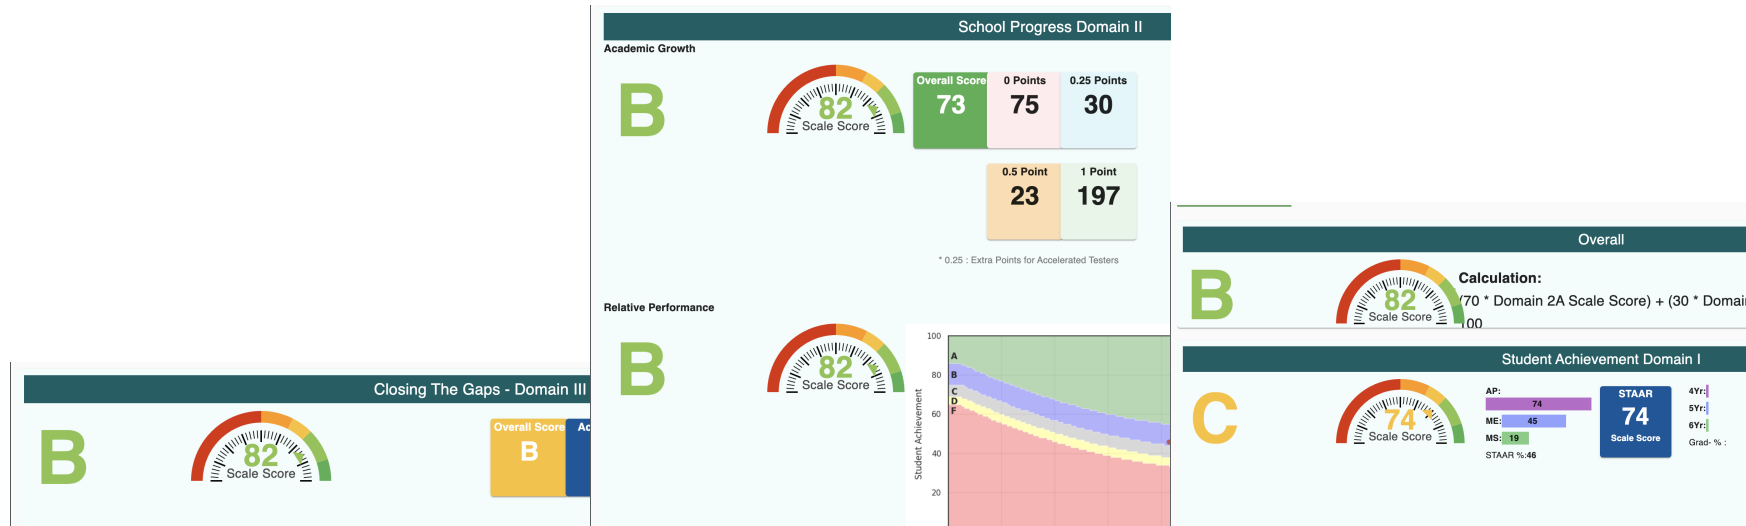 Closing The Gaps - Domain III
B
82
Scale Score
Overall Score
B
School Progress Domain II
Academic Growth
B
82
Scale Score
Overall Score
73
0 Points
75
0.25 Points
30
0.5 Point
23
1 Point
197
* 0.25 : Extra Points for Accelerated Testers
Relative Performance
B
82
Scale Score
Student Achievement
100
80
60
40
20
A
B
C
D
F
Overall
B
82
Scale Score
Calculation:
(70 * Domain 2A Scale Score) + (30 *
100
Student Achievement Domain I
C
74
Scale Score
AP:
74
ME:
45
MS:
19
STAAR %:46
STAAR
74
Scale Score
4Yr:
5Yr:
6Yr:
Grad- % :